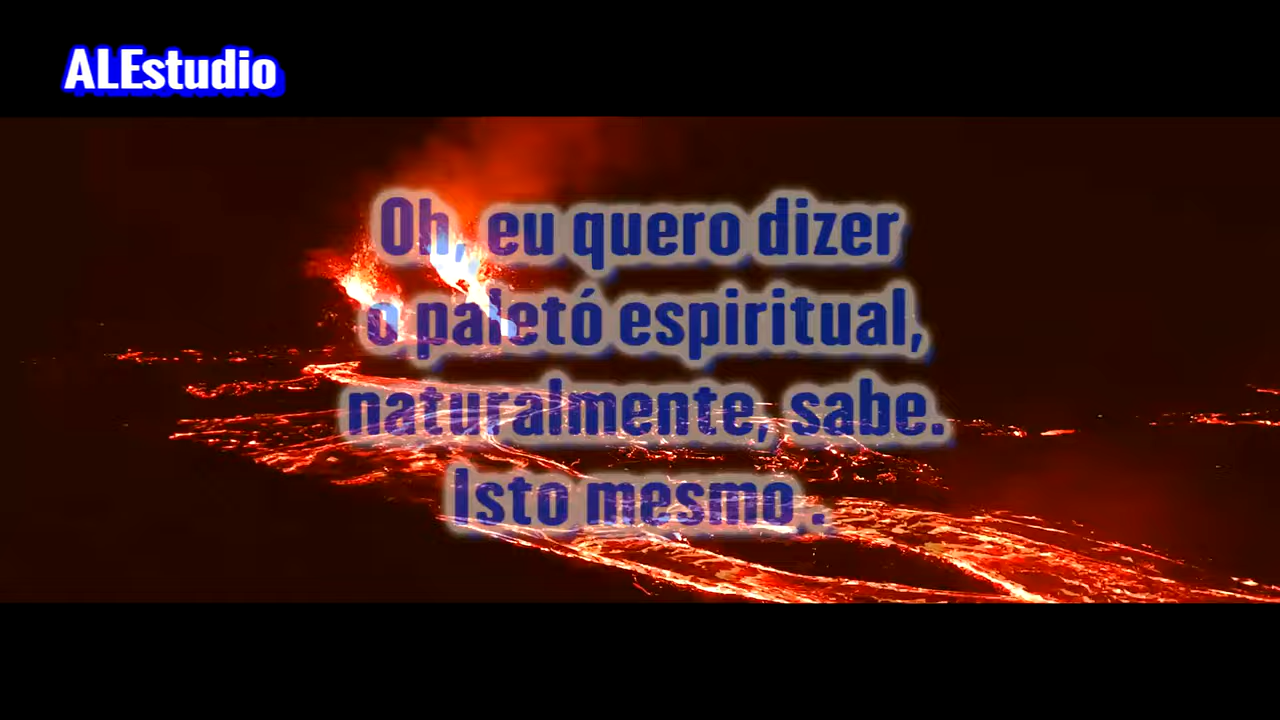 ALEstudio
Oh, eu quero dizer
o paletó espiritual,
naturalmente, sabe.
Isto mesmo .